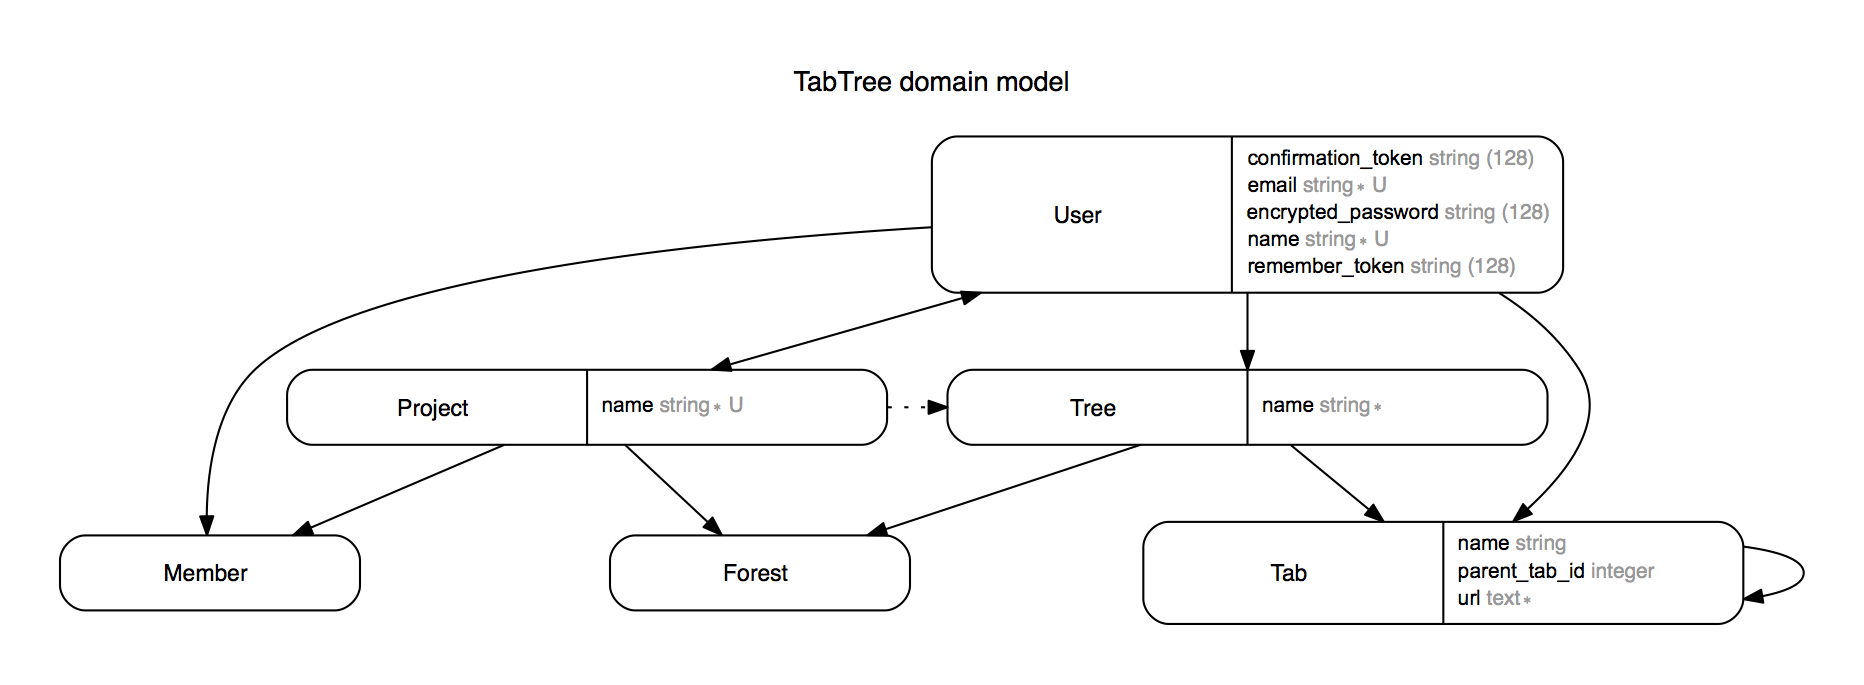 TabTree domain model
User
confirmation_token string (128)
email string* U
encrypted_password string (128)
name string* U
remember_token string (128)
Project
name string* U
Tree
name string*
Member
Forest
Tab
name string
parent_tab_id integer
url text*